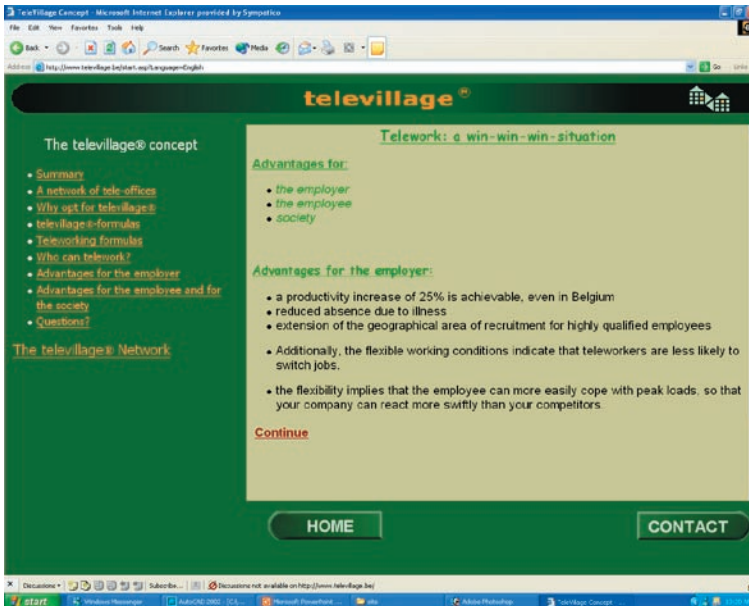 TeleVillage Concept - Microsoft Internet Explorer provided by Sympatico
File Edit View Favorites Tools Help
Back Search Favorites Media
Address http://www.televillage.be/start.asp?Language=English Go Links
televillage®
The televillage® concept
• Summary
• A network of tele-offices
• Why opt for televillage®
• televillage®-formulas
• Teleworking formulas
• Who can telework?
• Advantages for the employer
• Advantages for the employee and for
the society
• Questions?
The televillage® Network
Telework: a win-win-win-situation
Advantages for:
• the employer
• the employee
• society
Advantages for the employer:
• a productivity increase of 25% is achievable, even in Belgium
• reduced absence due to illness
• extension of the geographical area of recruitment for highly qualified employees
• Additionally, the flexible working conditions indicate that teleworkers are less likely to
switch jobs.
• the flexibility implies that the employee can more easily cope with peak loads, so that
your company can react more swiftly than your competitors.
Continue
HOME
CONTACT
Discussions Subscribe... Discussions not available on http://www.televillage.be/
start Windows Messenger AutoCAD 2002 - [C:\... Microsoft PowerPoint ... site Adobe Photoshop TeleVillage Concept - ...